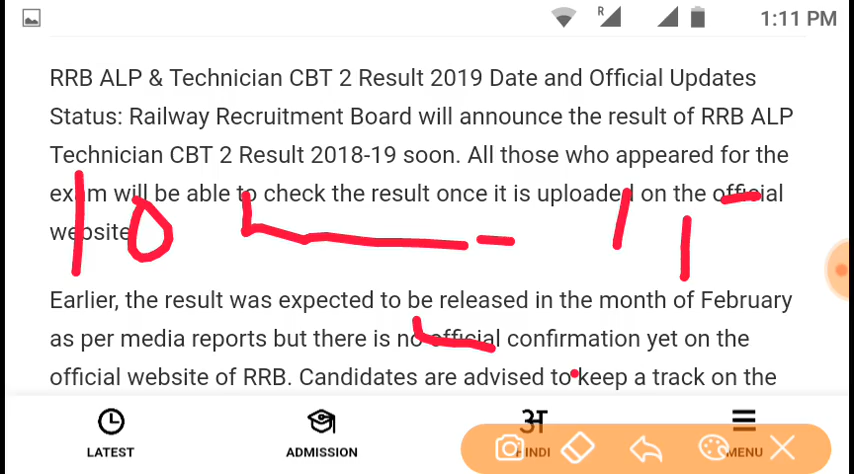 R
1:11 PM
RRB ALP & Technician CBT 2 Result 2019 Date and Official Updates
Status: Railway Recruitment Board will announce the result of RRB ALP
Technician CBT 2 Result 2018-19 soon. All those who appeared for the
exam will be able to check the result once it is uploaded on the official
website
10
Earlier, the result was expected to be released in the month of February
as per media reports but there is no official confirmation yet on the
official website of RRB. Candidates are advised to keep a track on the
LATEST
ADMISSION
अ
HINDI
MENU